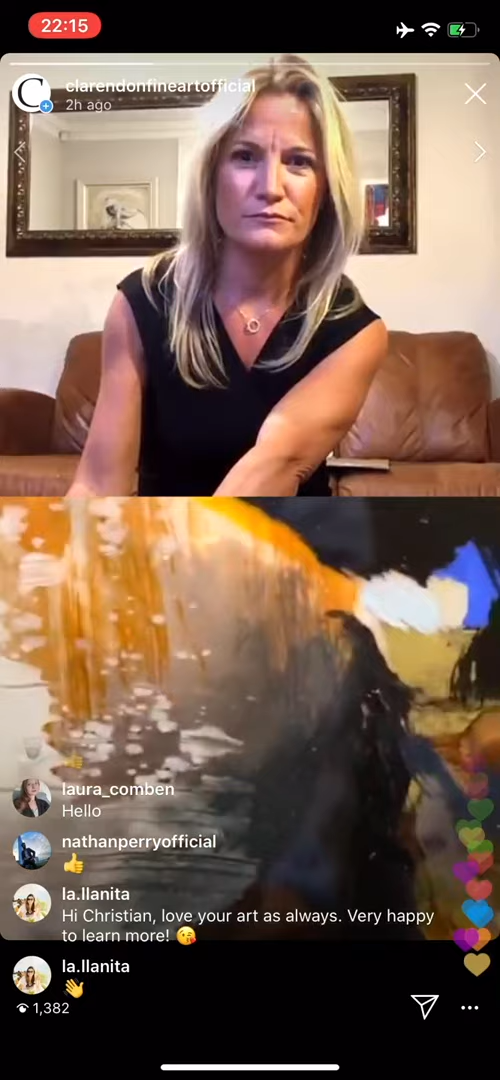 22:15
C
clarendonfineartofficial
2h ago
laura_comben
Hello
nathanperryofficial
👍
la.llanita
Hi Christian, love your art as always. Very happy
to learn more! 😘
la.llanita
👋
1,382